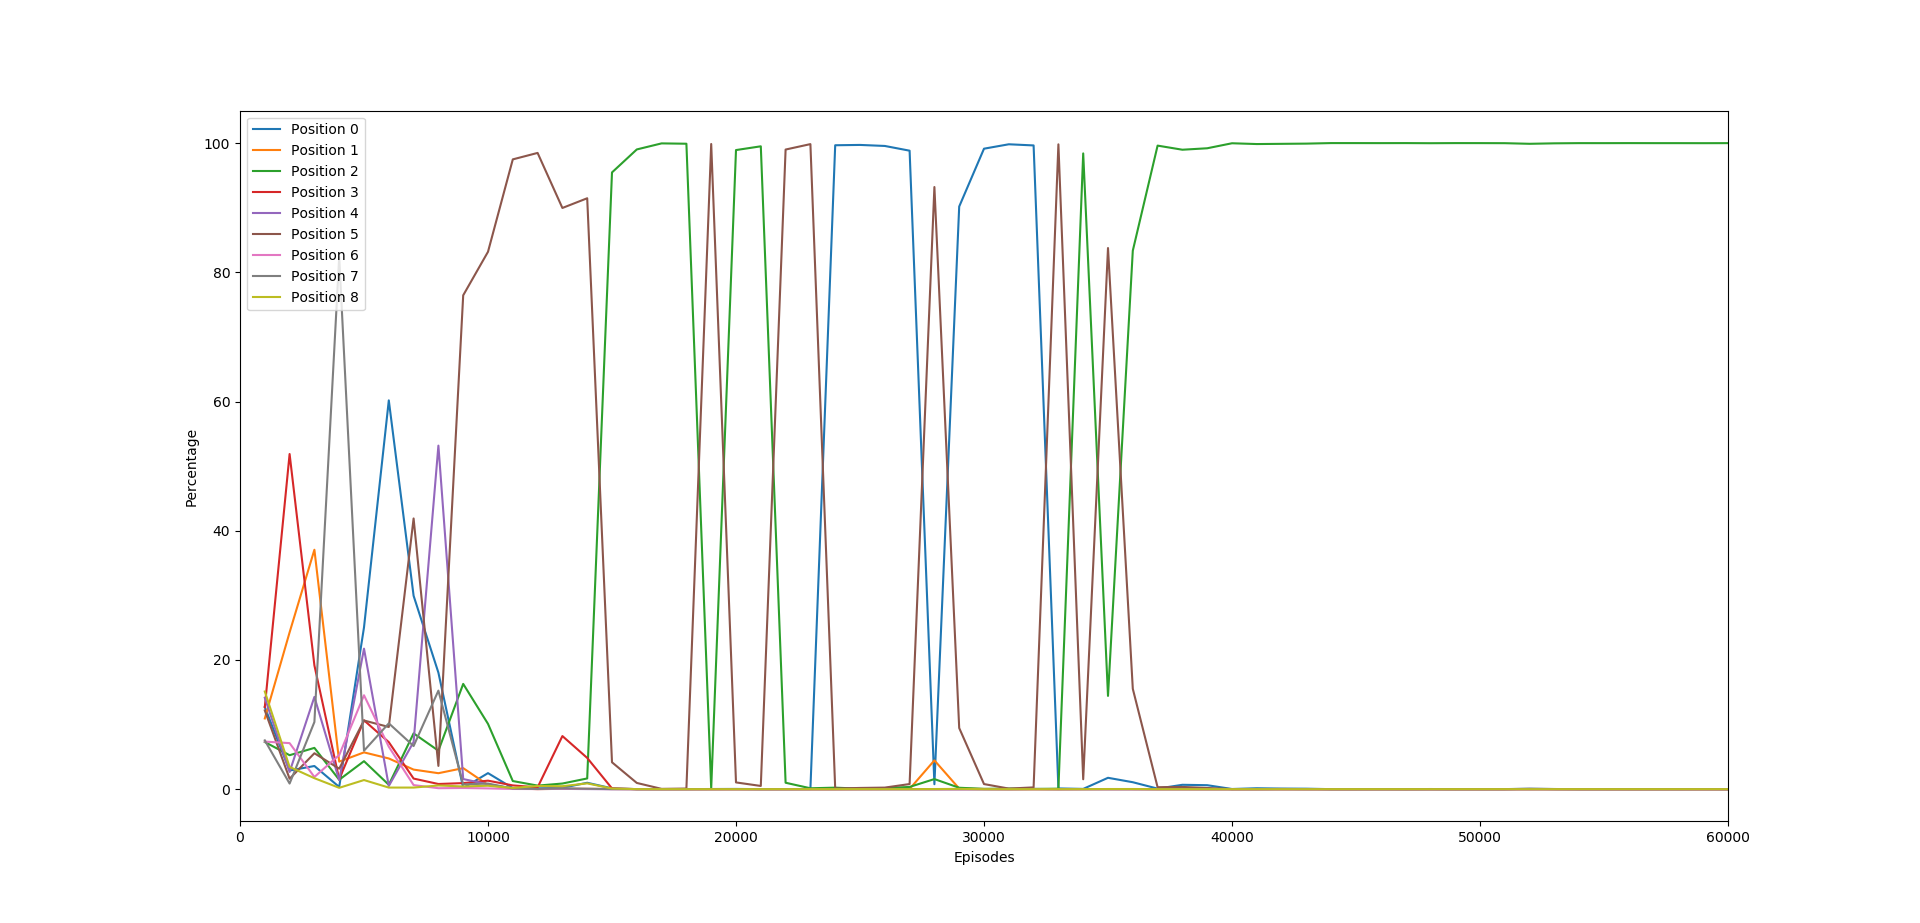 Position 0
Position 1
Position 2
Position 3
Position 4
Position 5
Position 6
Position 7
Position 8
100
80
60
40
20
0
Percentage
0 10000 20000 30000 40000 50000 60000
Episodes